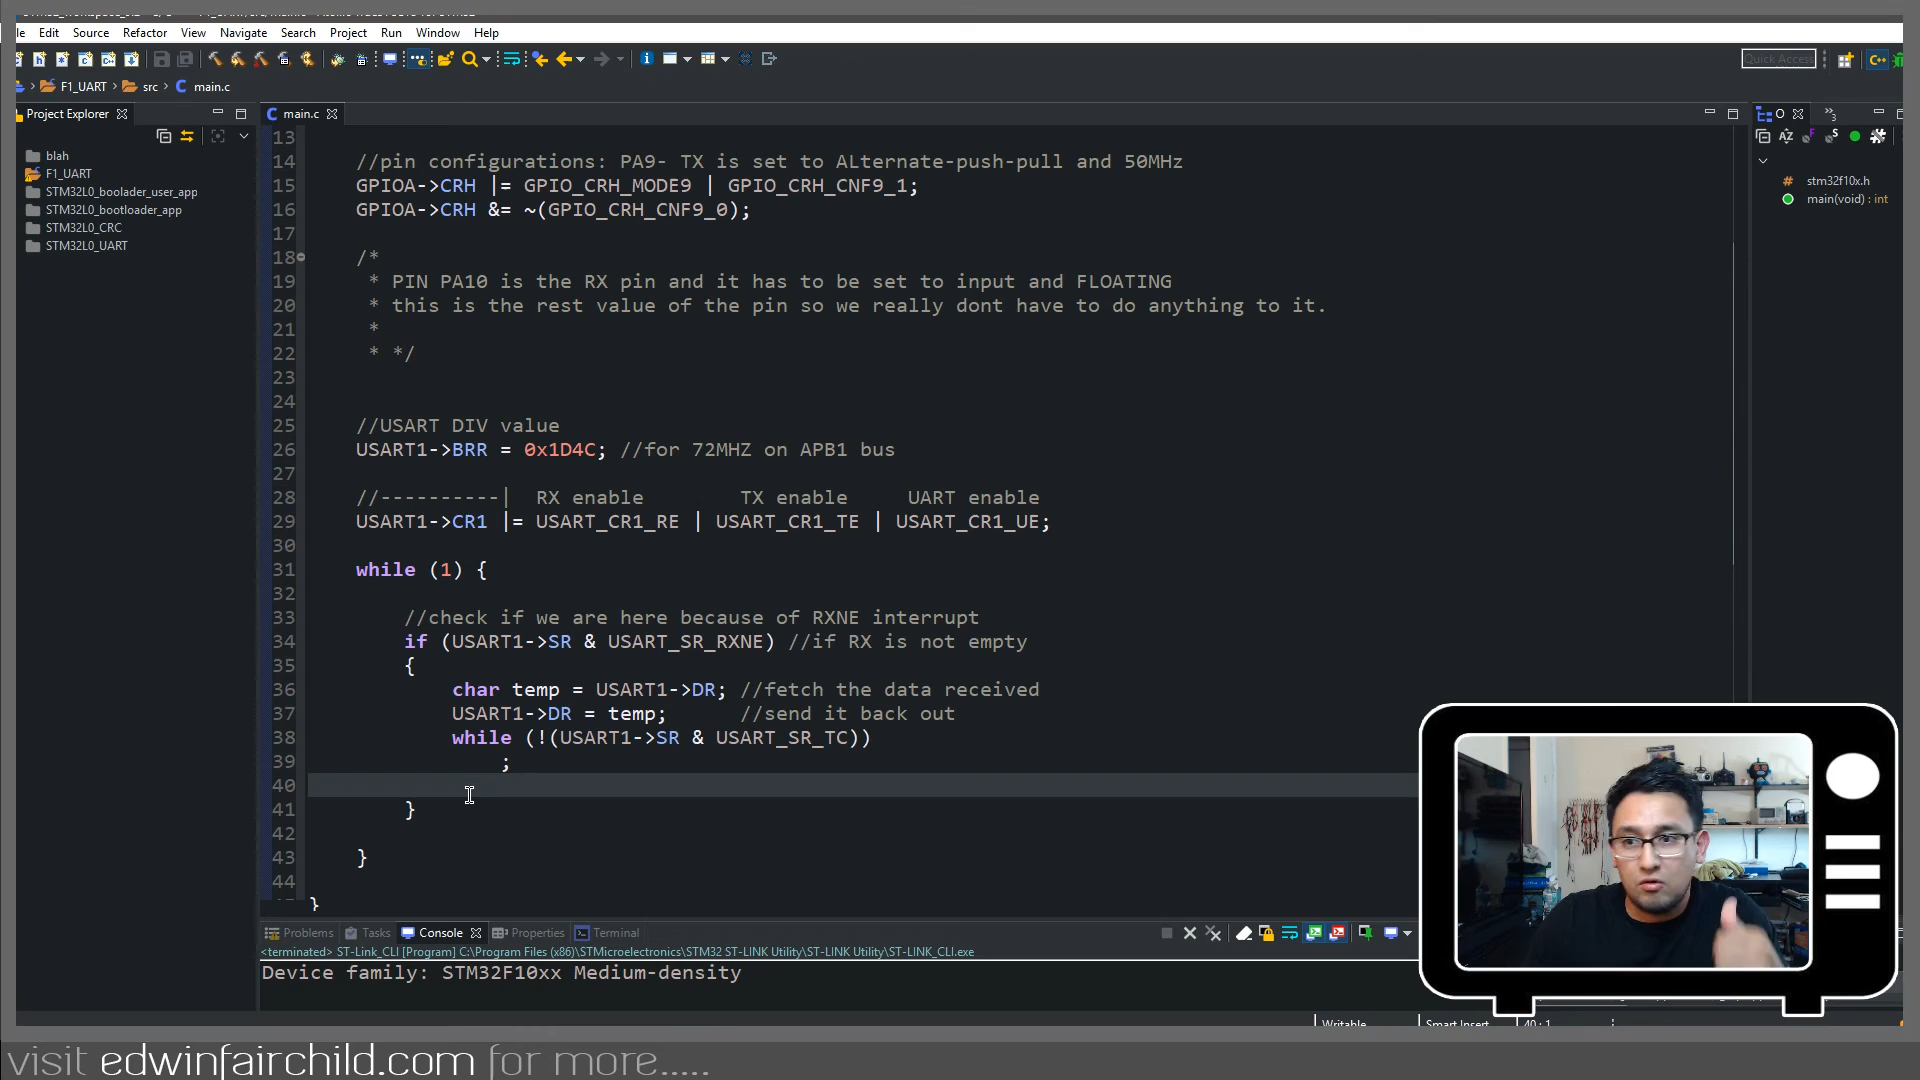 le Edit Source Refactor View Navigate Search Project Run Window Help
Quick Access
F1_UART src main.c
Project Explorer
main.c
O
blah
F1_UART
STM32L0_boolader_user_app
STM32L0_bootloader_app
STM32L0_CRC
STM32L0_UART
stm32f10x.h
main(void) : int
13
14 //pin configurations: PA9- TX is set to ALternate-push-pull and 50MHz
15 GPIOA->CRH |= GPIO_CRH_MODE9 | GPIO_CRH_CNF9_1;
16 GPIOA->CRH &= ~(GPIO_CRH_CNF9_0);
17
18 /*
19 * PIN PA10 is the RX pin and it has to be set to input and FLOATING
20 * this is the rest value of the pin so we really dont have to do anything to it.
21 *
22 * */
23
24
25 //USART DIV value
26 USART1->BRR = 0x1D4C; //for 72MHZ on APB1 bus
27
28 //----------| RX enable TX enable UART enable
29 USART1->CR1 |= USART_CR1_RE | USART_CR1_TE | USART_CR1_UE;
30
31 while (1) {
32
33 //check if we are here because of RXNE interrupt
34 if (USART1->SR & USART_SR_RXNE) //if RX is not empty
35 {
36 char temp = USART1->DR; //fetch the data received
37 USART1->DR = temp; //send it back out
38 while (!(USART1->SR & USART_SR_TC))
39 ;
40
41 }
42
43 }
44
}
Problems Tasks Console Properties Terminal
<terminated> ST-Link_CLI [Program] C:\Program Files (x86)\STMicroelectronics\STM32 ST-LINK Utility\ST-LINK Utility\ST-LINK_CLI.exe
Device family: STM32F10xx Medium-density
Writable Smart Insert 40 : 1
visit edwinfairchild.com for more.....